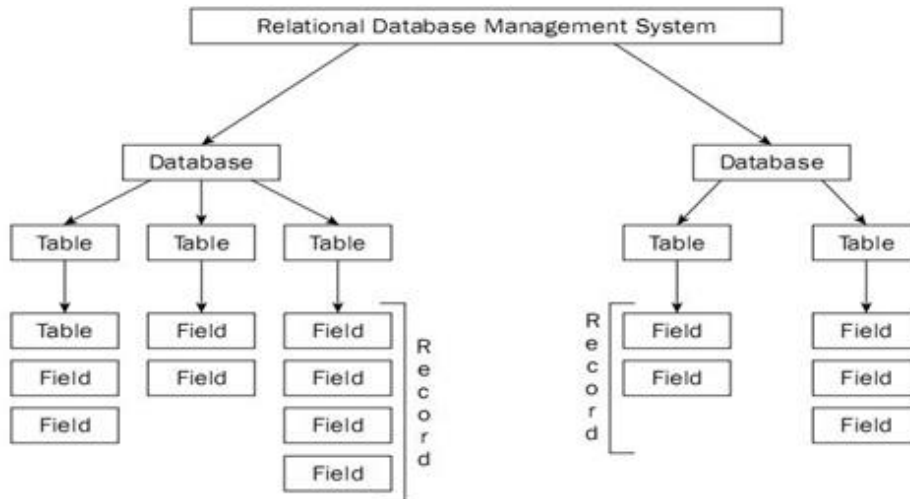 Relational Database Management System
Database Database
Table Table Table Table Table
Table Field Field Field Field
Field Field Field Field Field
Field Field Field
Field
Record
Record